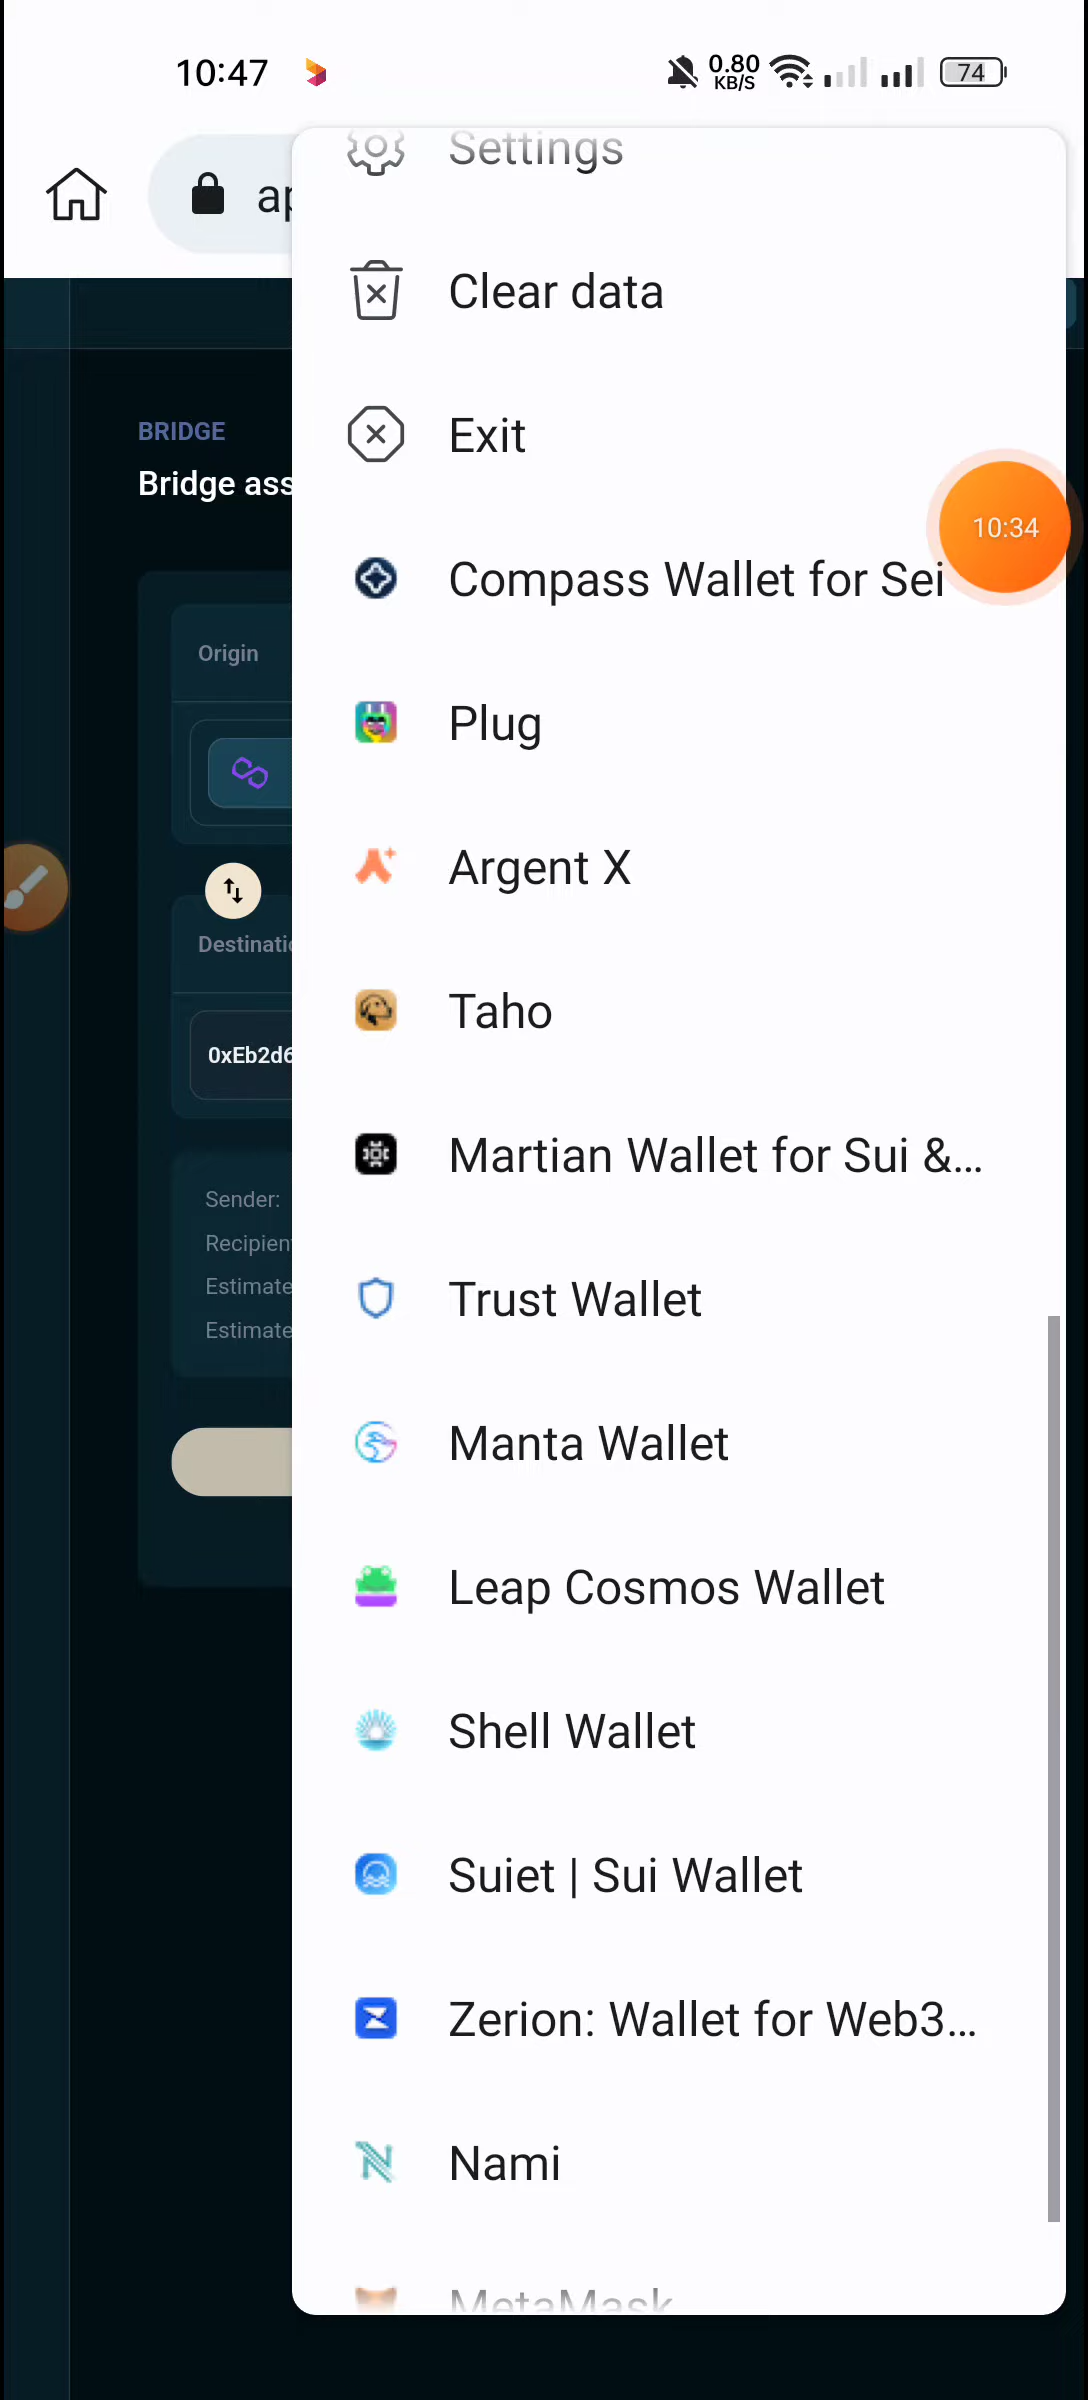 10:47
0.80
KB/S
74
ap
Settings
Clear data
Exit
BRIDGE
Bridge ass
10:34
Compass Wallet for Sei
Origin
Plug
Argent X
Destinatio
Taho
0xEb2d6
Martian Wallet for Sui &...
Sender:
Recipient
Estimate
Estimate
Trust Wallet
Manta Wallet
Leap Cosmos Wallet
Shell Wallet
Suiet | Sui Wallet
Zerion: Wallet for Web3...
Nami
MetaMask